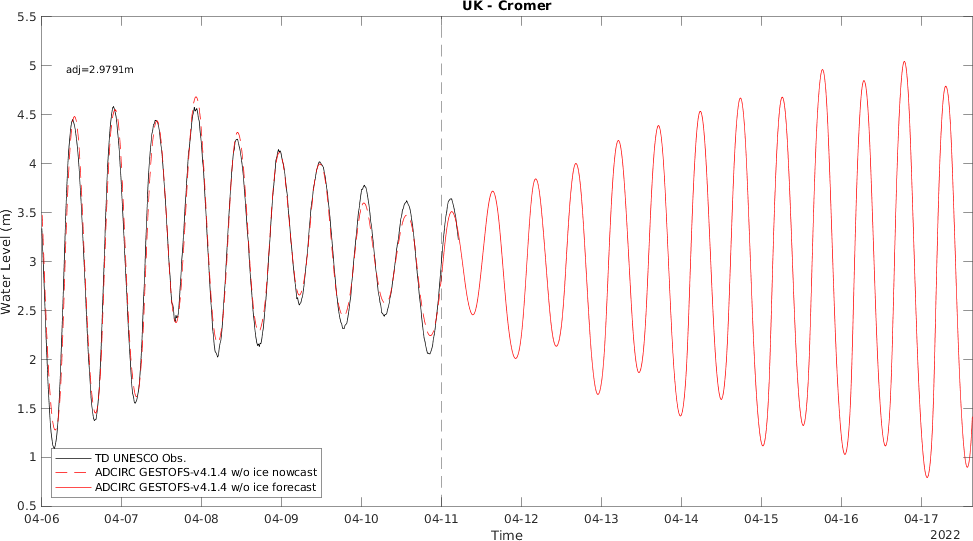 UK - Cromer
adj=2.9791m
Water Level (m)
5.5
5
4.5
4
3.5
3
2.5
2
1.5
1
0.5
TD UNESCO Obs.
ADCIRC GESTOFS-v4.1.4 w/o ice nowcast
ADCIRC GESTOFS-v4.1.4 w/o ice forecast
04-06 04-07 04-08 04-09 04-10 04-11 04-12 04-13 04-14 04-15 04-16 04-17
Time
2022